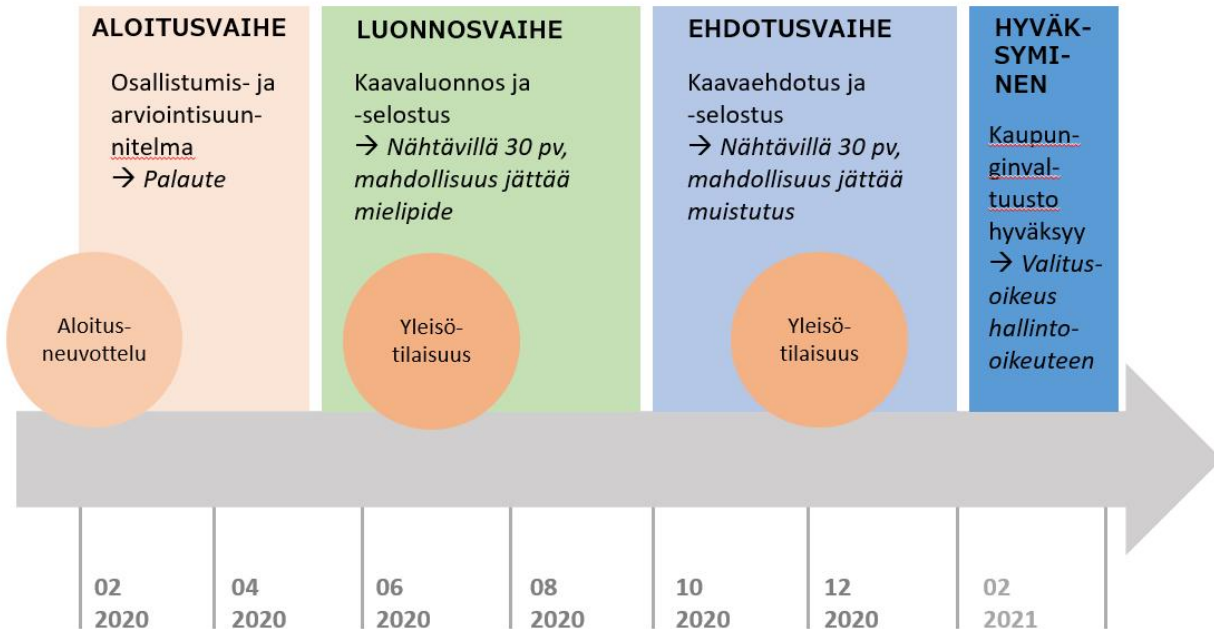 ALOITUSVAIHE
Osallistumis- ja
arviointisuun-
nitelma
→ Palaute
LUONNOSVAIHE
Kaavaluonnos ja
-selostus
→ Nähtävillä 30 pv,
mahdollisuus jättää
mielipide
EHDOTUSVAIHE
Kaavaehdotus ja
-selostus
→ Nähtävillä 30 pv,
mahdollisuus jättää
muistutus
HYVÄK-
SYMI-
NEN
Kaupun-
ginval-
tuusto
hyväksyy
→ Valitus-
oikeus
hallinto-
oikeuteen
Aloitus-
neuvottelu
Yleisö-
tilaisuus
Yleisö-
tilaisuus
02
2020
04
2020
06
2020
08
2020
10
2020
12
2020
02
2021